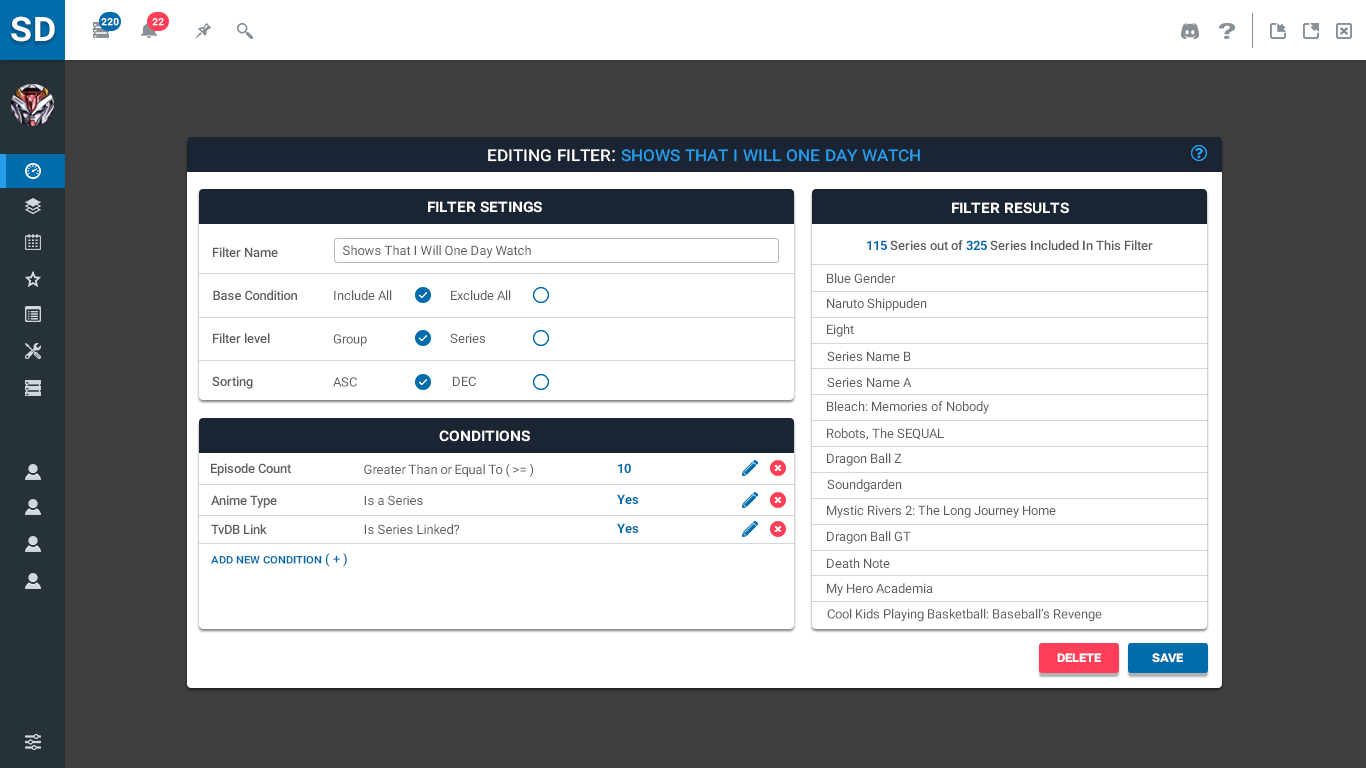 SD
220
22
EDITING FILTER: SHOWS THAT I WILL ONE DAY WATCH
FILTER SETINGS
Filter Name
Shows That I Will One Day Watch
Base Condition Include All Exclude All
Filter level Group Series
Sorting ASC DEC
CONDITIONS
Episode Count Greater Than or Equal To ( >= ) 10
Anime Type Is a Series Yes
TvDB Link Is Series Linked? Yes
ADD NEW CONDITION ( + )
FILTER RESULTS
115 Series out of 325 Series Included In This Filter
Blue Gender
Naruto Shippuden
Eight
Series Name B
Series Name A
Bleach: Memories of Nobody
Robots, The SEQUAL
Dragon Ball Z
Soundgarden
Mystic Rivers 2: The Long Journey Home
Dragon Ball GT
Death Note
My Hero Academia
Cool Kids Playing Basketball: Baseball’s Revenge
DELETE SAVE